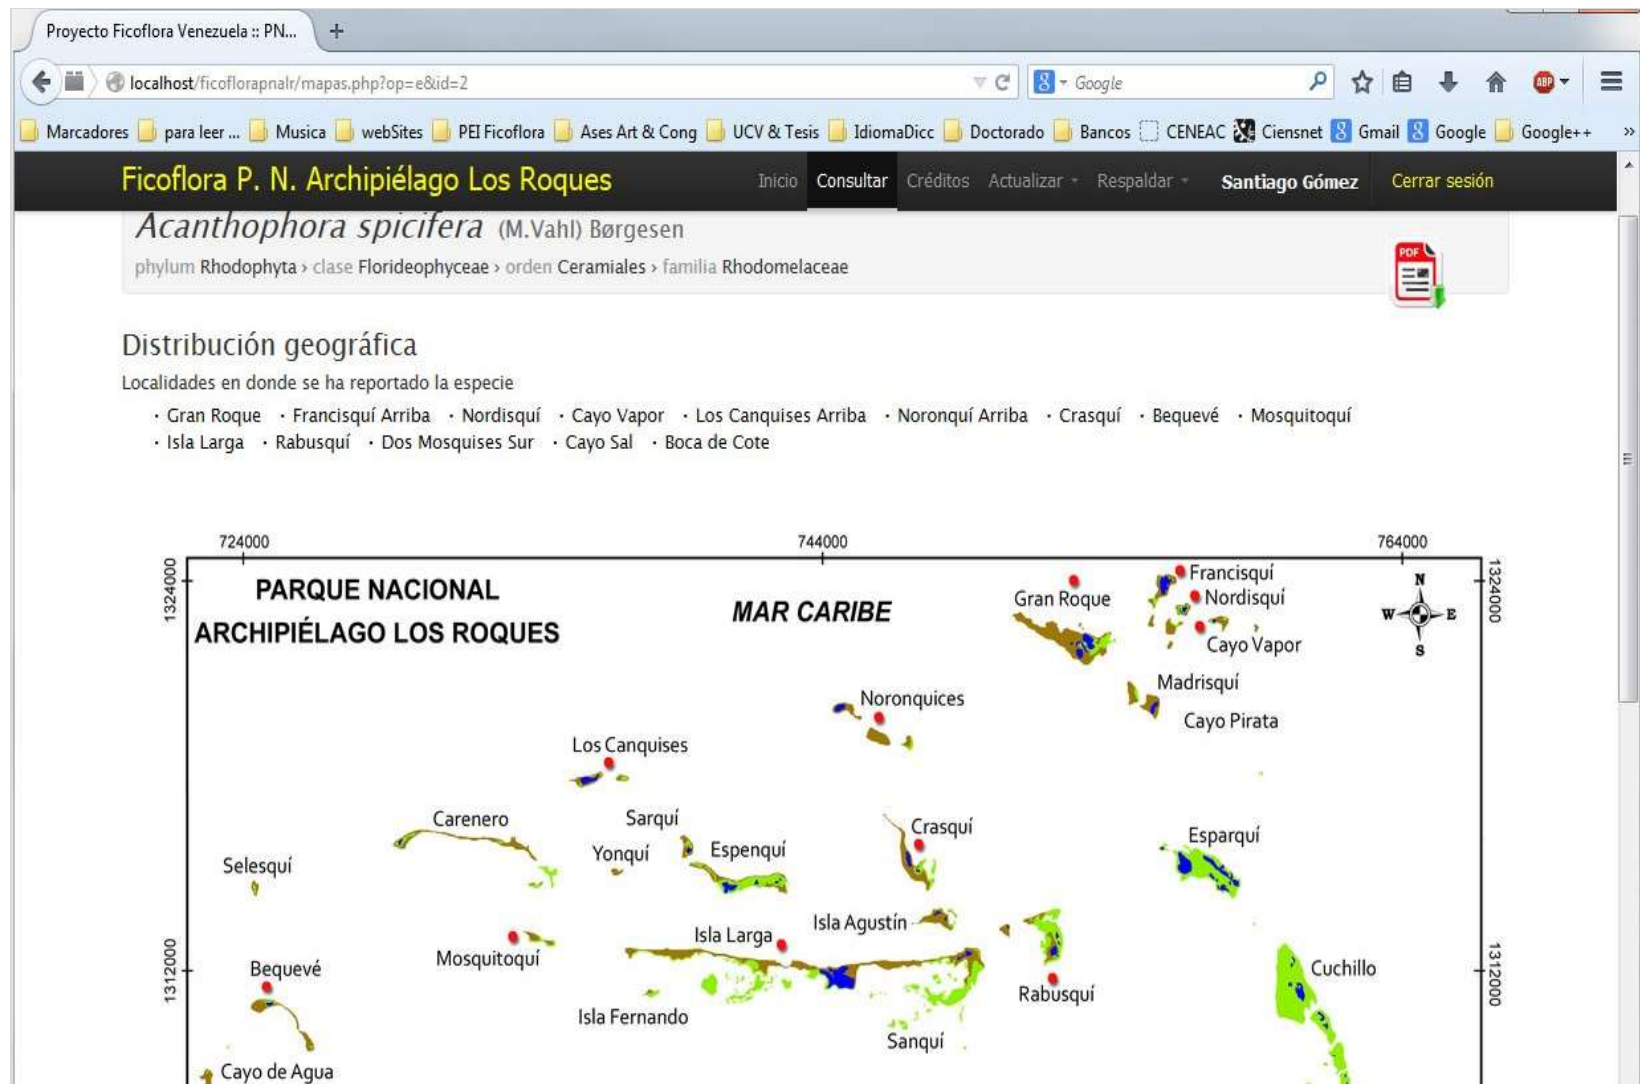 Proyecto Ficoflora Venezuela :: PN... +
localhost/ficoflorapnalr/mapas.php?op=e&id=2
8 Google
ABP
Marcadores para leer ... Musica webSites PEI Ficoflora Ases Art & Cong UCV & Tesis IdiomaDicc Doctorado Bancos CENEAC Ciensnet 8 Gmail 8 Google Google++ »
Ficoflora P. N. Archipiélago Los Roques Inicio Consultar Créditos Actualizar Respaldar Santiago Gómez Cerrar sesión
Acanthophora spicifera (M.Vahl) Børgesen
phylum Rhodophyta › clase Florideophyceae › orden Ceramiales › familia Rhodomelaceae
PDF
Distribución geográfica
Localidades en donde se ha reportado la especie
· Gran Roque · Francisquí Arriba · Nordisquí · Cayo Vapor · Los Canquises Arriba · Noronquí Arriba · Crasquí · Bequevé · Mosquitoquí
· Isla Larga · Rabusquí · Dos Mosquises Sur · Cayo Sal · Boca de Cote
724000 744000 764000
1324000
1324000
PARQUE NACIONAL
ARCHIPIÉLAGO LOS ROQUES
MAR CARIBE
Gran Roque
Francisquí
Nordisquí
Cayo Vapor
N
W E
S
Madrisquí
Cayo Pirata
Noronquices
Los Canquises
Carenero
Sarquí
Yonquí
Espenquí
Crasquí
Esparquí
Selesquí
Isla Agustín
Isla Larga
Mosquitoquí
Bequevé
1312000
1312000
Rabusquí
Cuchillo
Isla Fernando
Sanquí
Cayo de Agua